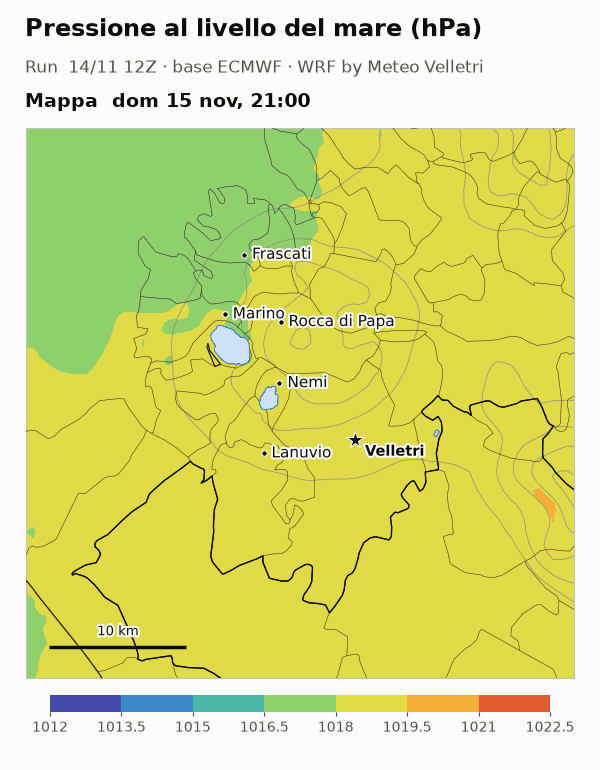 Pressione al livello del mare (hPa)
Run 14/11 12Z · base ECMWF · WRF by Meteo Velletri
Mappa dom 15 nov, 21:00
Frascati
Marino
Rocca di Papa
Nemi
Velletri
Lanuvio
10 km
1012 1013.5 1015 1016.5 1018 1019.5 1021 1022.5